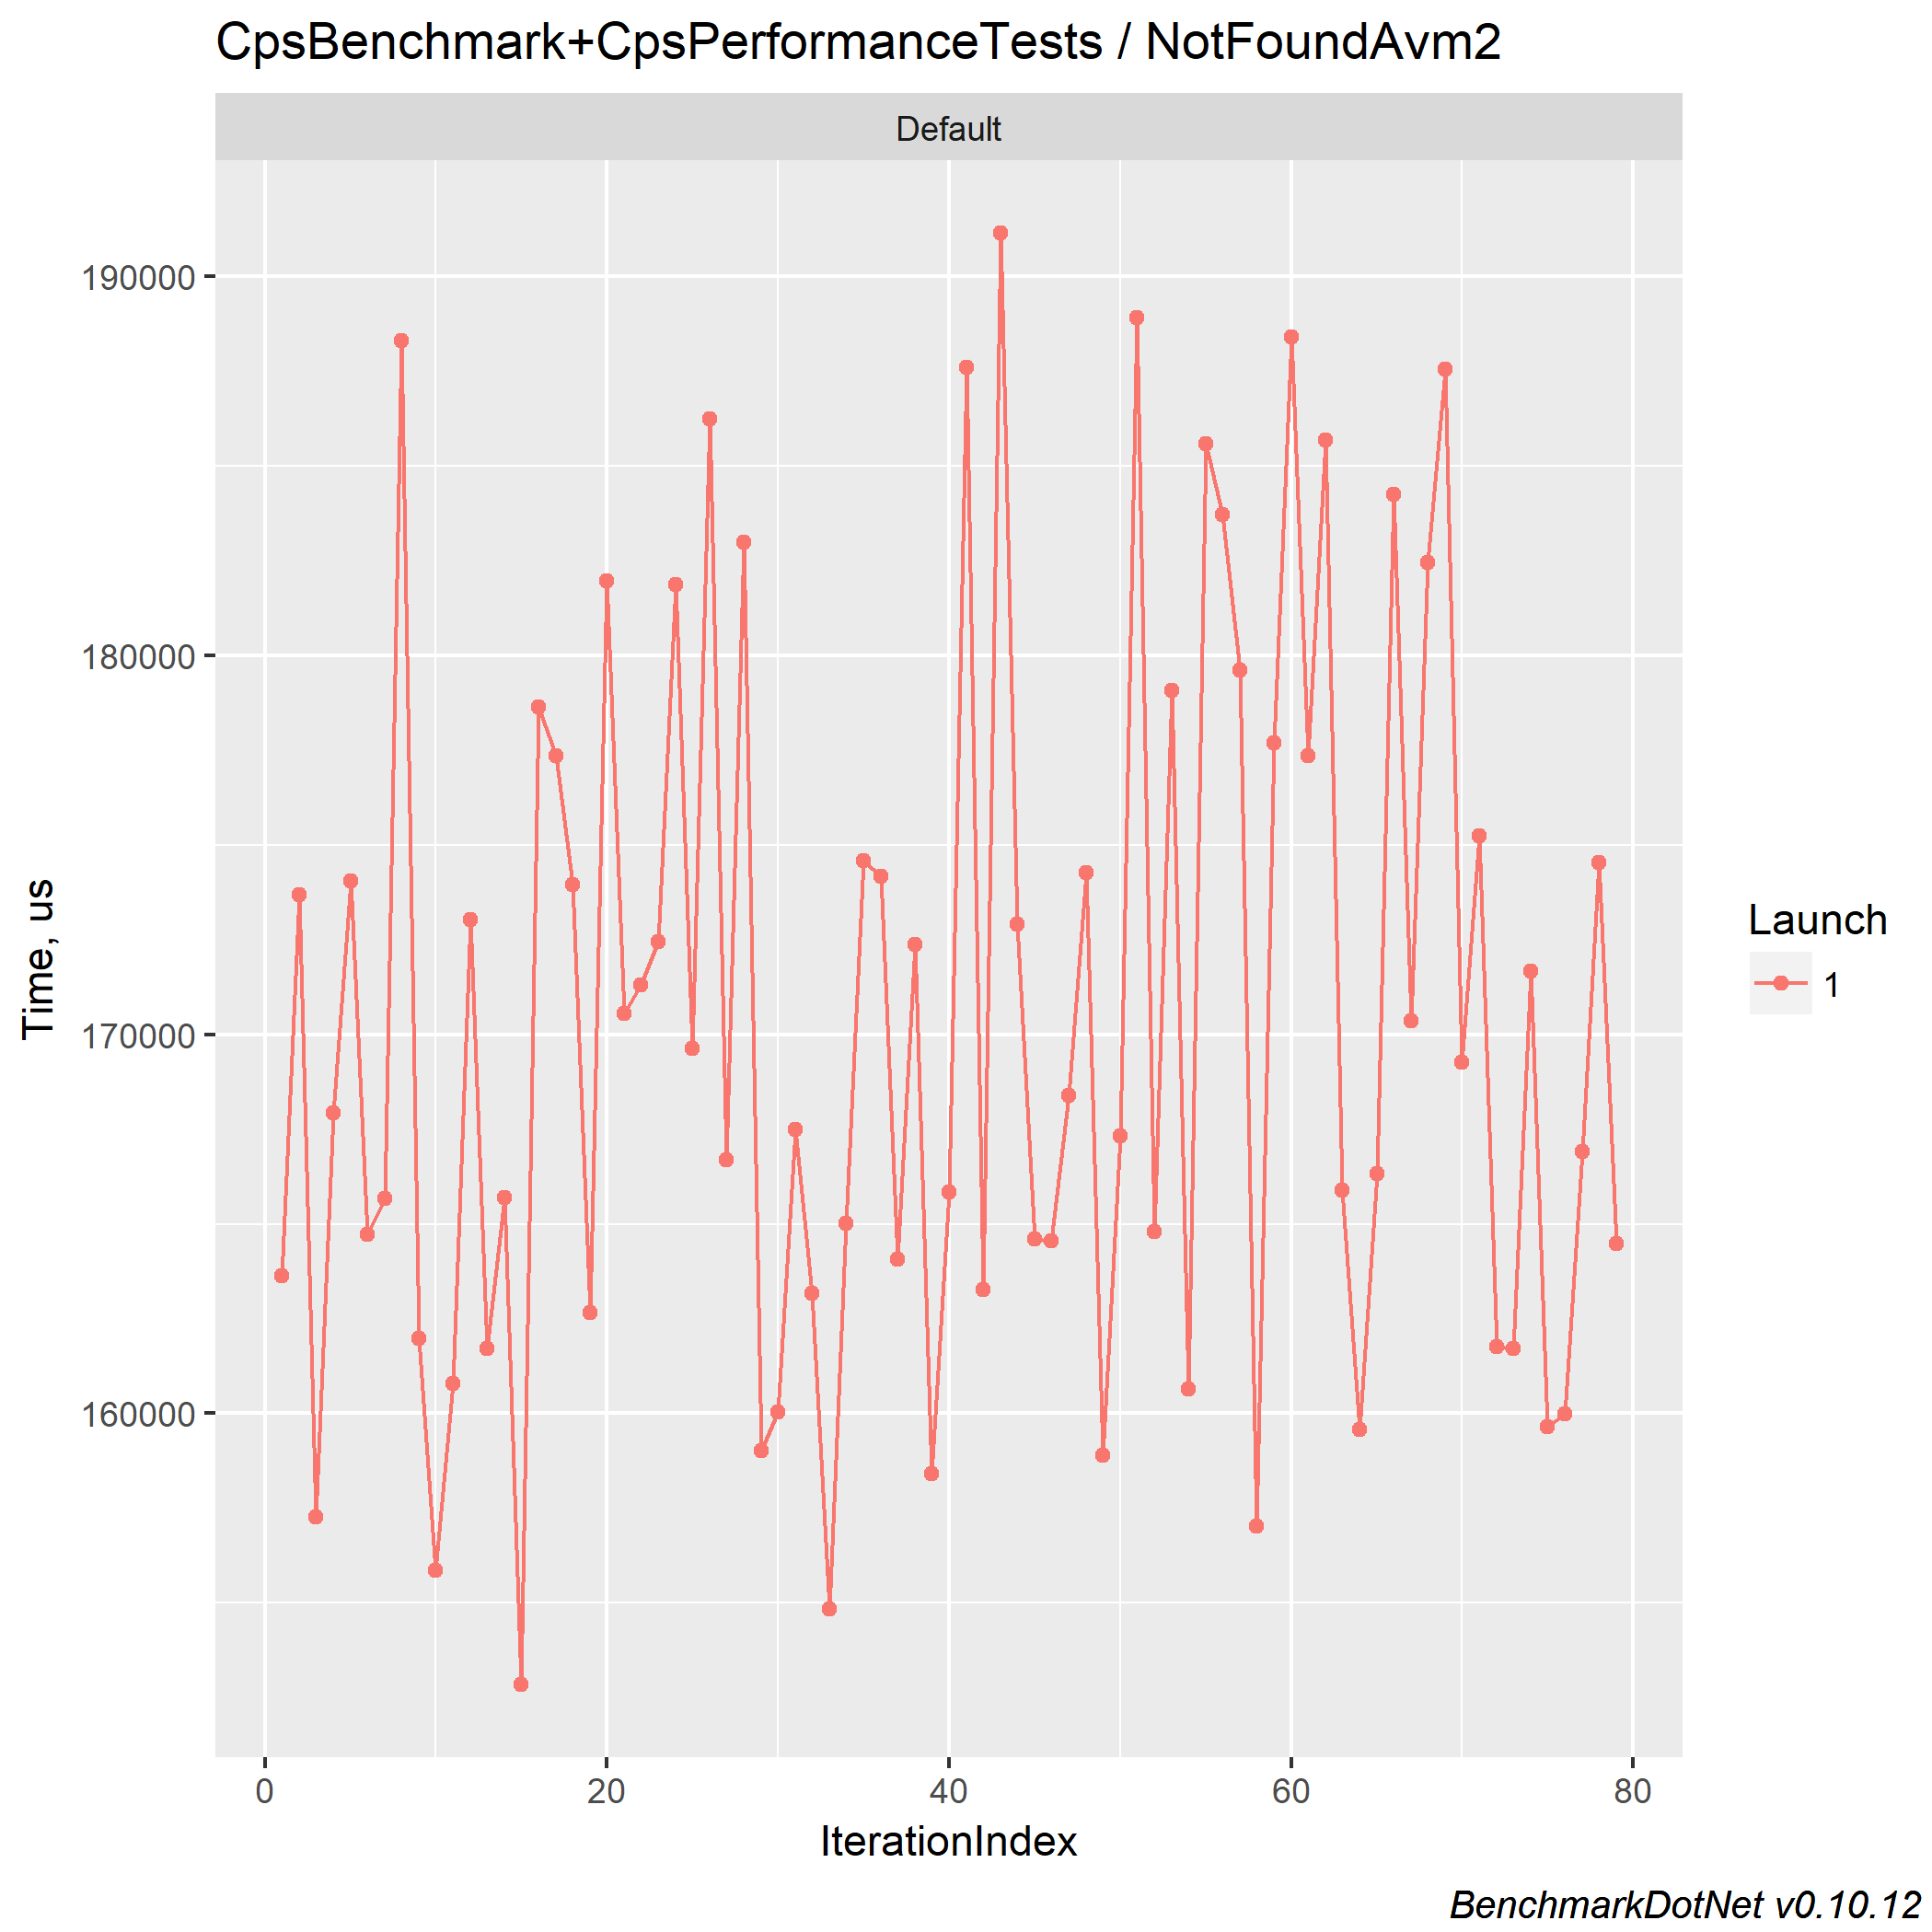 CpsBenchmark+CpsPerformanceTests / NotFoundAvm2
Default
190000
180000
170000
160000
Time, us
0 20 40 60 80
IterationIndex
Launch
1
BenchmarkDotNet v0.10.12